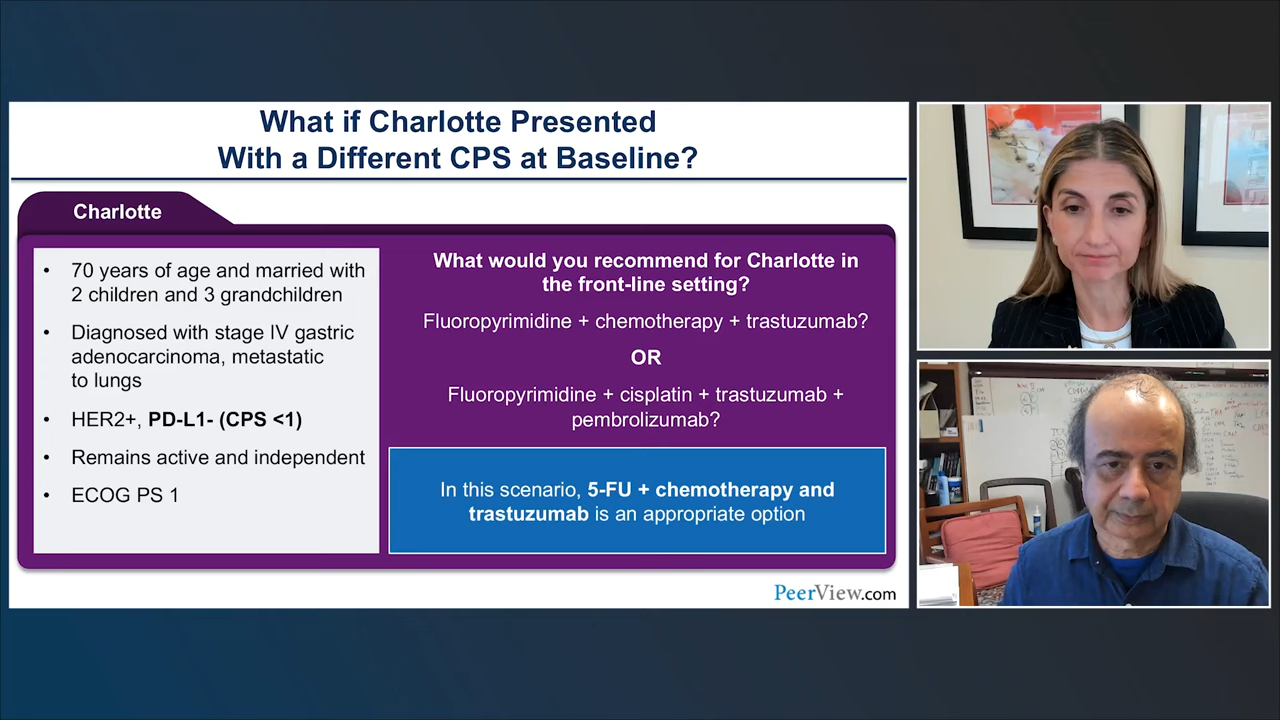 What if Charlotte Presented
With a Different CPS at Baseline?
Charlotte
• 70 years of age and married with
2 children and 3 grandchildren
• Diagnosed with stage IV gastric
adenocarcinoma, metastatic
to lungs
• HER2+, PD-L1- (CPS <1)
• Remains active and independent
• ECOG PS 1
What would you recommend for Charlotte in
the front-line setting?
Fluoropyrimidine + chemotherapy + trastuzumab?
OR
Fluoropyrimidine + cisplatin + trastuzumab +
pembrolizumab?
In this scenario, 5-FU + chemotherapy and
trastuzumab is an appropriate option
PeerView.com